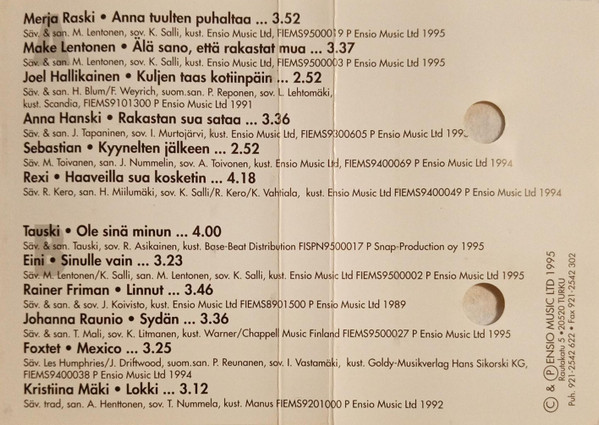 Merja Raski • Anna tuulten puhaltaa ... 3.52
Säv. & san. M. Lentonen, sov. K. Salli, kust. Ensio Music Ltd, FIEMS9500019 P Ensio Music Ltd 1995
Make Lentonen • Älä sano, että rakastat mua ... 3.37
Säv. & san. M. Lentonen, sov. K. Salli, kust. Ensio Music Ltd, FIEMS9500003 P Ensio Music Ltd 1995
Joel Hallikainen • Kuljen taas kotiinpäin ... 2.52
Säv. & san. H. Blum/F. Weyrich, suom.san. P. Reponen, sov. L. Lehtomäki,
kust. Scandia, FIEMS9101300 P Ensio Music Ltd 1991
Anna Hanski • Rakastan sua sataa ... 3.36
Säv. & san. J. Tapaninen, sov. I. Murtojärvi, kust. Ensio Music Ltd, FIEMS9300605 P Ensio Music Ltd
Sebastian • Kyynelten jälkeen ... 2.52
Säv. M. Toivanen, san. J. Nummelin, sov. A. Toivonen, kust. Ensio Music Ltd, FIEMS9400069 P Ensio Music Ltd 1994
Rexi • Haaveilla sua kosketin ... 4.18
Säv. R. Kero, san. H. Miilumäki, sov. K. Salli/R. Kero/K. Vahtiala, kust. Ensio Music Ltd FIEMS9400049 P Ensio Music Ltd 1994
Tauski • Ole sinä minun ... 4.00
Säv. & san. Tauski, sov. R. Asikainen, kust. Base-Beat Distribution FISPN9500017 P Snap-Production oy 1995
Eini • Sinulle vain ... 3.23
Säv. M. Lentonen/K. Salli, san. M. Lentonen, sov. K. Salli, kust. Ensio Music Ltd FIEMS9500002 P Ensio Music Ltd 1995
Rainer Friman • Linnut ... 3.46
Säv. & san. & sov. J. Koivisto, kust. Ensio Music Ltd FIEMS8901500 P Ensio Music Ltd 1989
Johanna Raunio • Sydän ... 3.36
Säv. & san. T. Mali, sov. K. Litmanen, kust. Warner/Chappell Music Finland FIEMS9500027 P Ensio Music Ltd 1995
Foxtet • Mexico ... 3.25
Säv. Les Humphries/J. Driftwood, suom.san. P. Reunanen, sov. I. Vastamäki, kust. Goldy-Musikverlag Hans Sikorski KG,
FIEMS9400038 P Ensio Music Ltd 1994
Kristiina Mäki • Lokki ... 3.12
Säv. trad, san. A. Henttonen, sov. T. Nummela, kust. Manus FIEMS9201000 P Ensio Music Ltd 1992
© & Ⓟ ENSIO MUSIC LTD 1995
Rautakatu 5 • 20520 TURKU
Puh. 921-2542 622 • Fax 921-2542 302